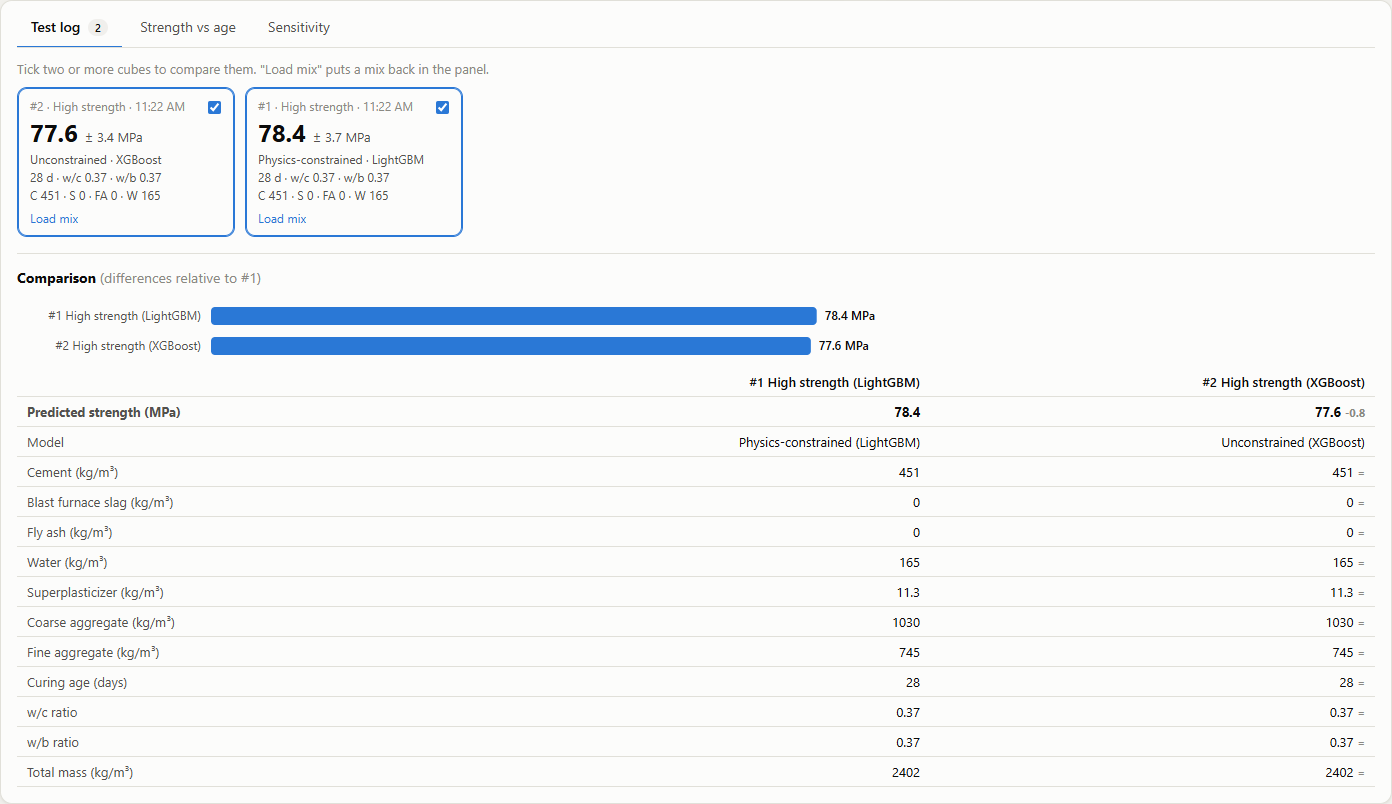 Test log 2 Strength vs age Sensitivity
Tick two or more cubes to compare them. "Load mix" puts a mix back in the panel.
#2 · High strength · 11:22 AM
77.6 ± 3.4 MPa
Unconstrained · XGBoost
28 d · w/c 0.37 · w/b 0.37
C 451 · S 0 · FA 0 · W 165
Load mix
#1 · High strength · 11:22 AM
78.4 ± 3.7 MPa
Physics-constrained · LightGBM
28 d · w/c 0.37 · w/b 0.37
C 451 · S 0 · FA 0 · W 165
Load mix
Comparison (differences relative to #1)
#1 High strength (LightGBM) 78.4 MPa
#2 High strength (XGBoost) 77.6 MPa
#1 High strength (LightGBM) #2 High strength (XGBoost)
Predicted strength (MPa) 78.4 77.6 -0.8
Model Physics-constrained (LightGBM) Unconstrained (XGBoost)
Cement (kg/m³) 451 451 =
Blast furnace slag (kg/m³) 0 0 =
Fly ash (kg/m³) 0 0 =
Water (kg/m³) 165 165 =
Superplasticizer (kg/m³) 11.3 11.3 =
Coarse aggregate (kg/m³) 1030 1030 =
Fine aggregate (kg/m³) 745 745 =
Curing age (days) 28 28 =
w/c ratio 0.37 0.37 =
w/b ratio 0.37 0.37 =
Total mass (kg/m³) 2402 2402 =